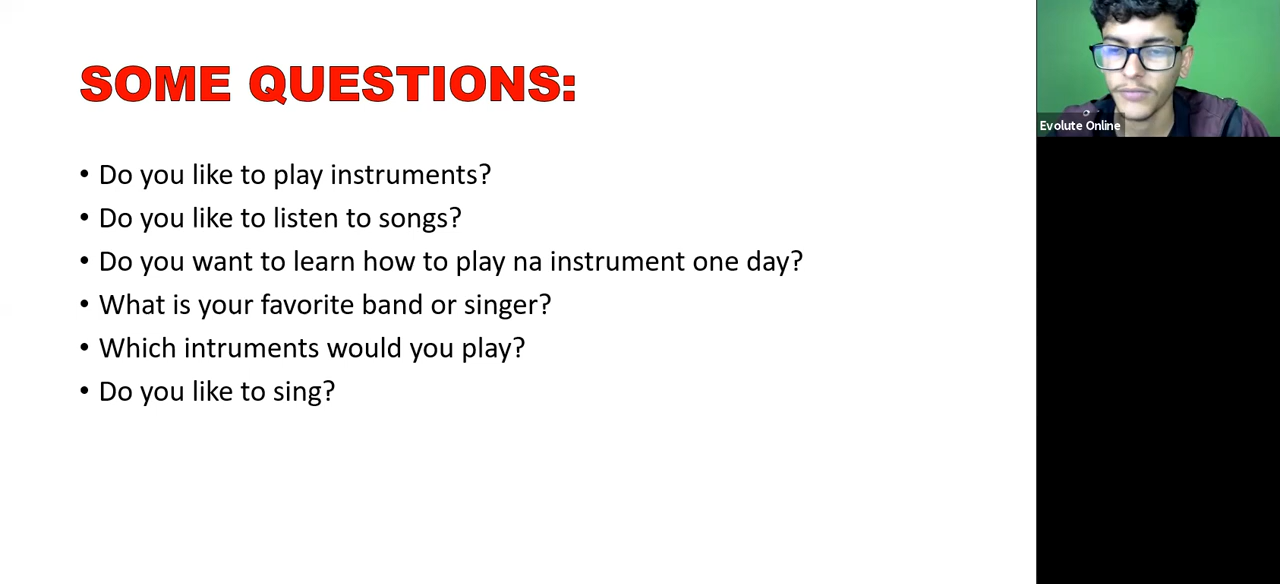 SOME QUESTIONS:
• Do you like to play instruments?
• Do you like to listen to songs?
• Do you want to learn how to play na instrument one day?
• What is your favorite band or singer?
• Which intruments would you play?
• Do you like to sing?
Evolute Online